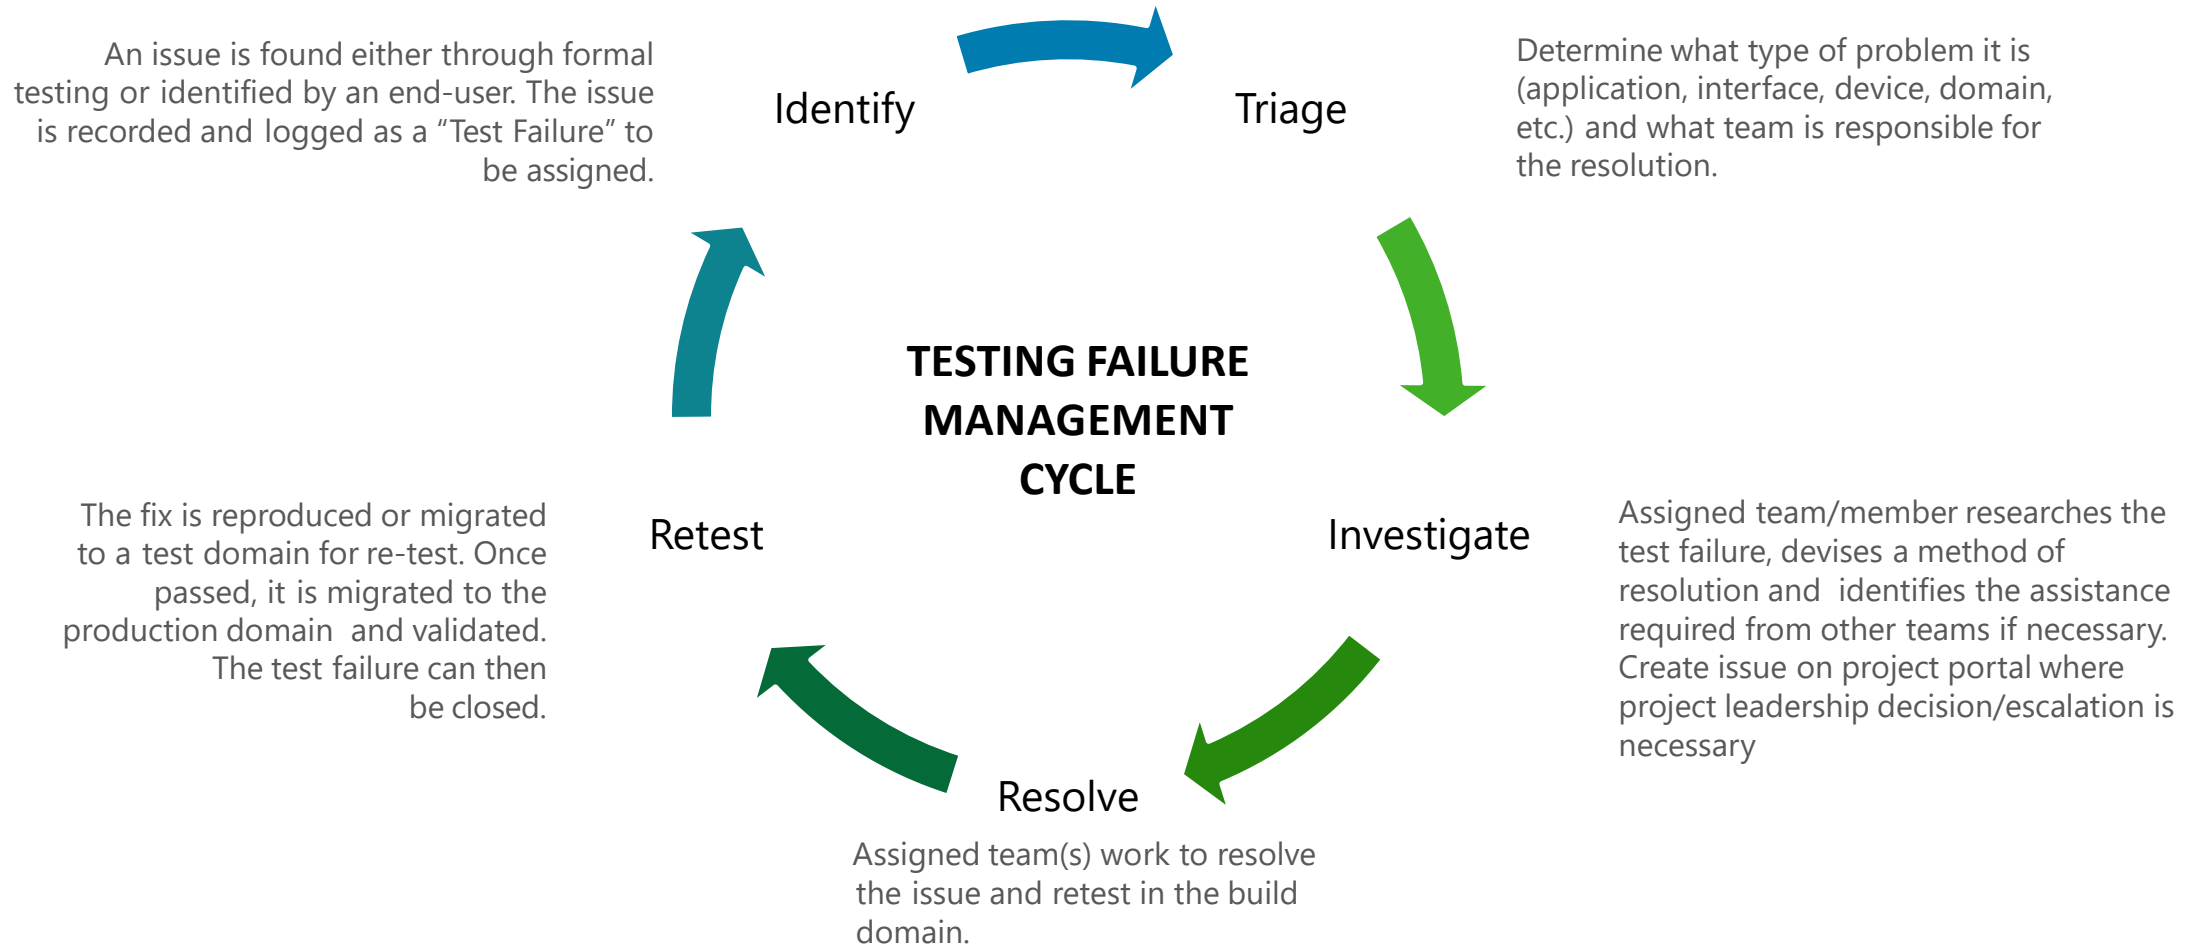 An issue is found either through formal
testing or identified by an end-user. The issue
is recorded and logged as a “Test Failure” to
be assigned.
Identify
Triage
Determine what type of problem it is
(application, interface, device, domain,
etc.) and what team is responsible for
the resolution.
TESTING FAILURE
MANAGEMENT
CYCLE
The fix is reproduced or migrated
to a test domain for re-test. Once
passed, it is migrated to the
production domain  and validated.
The test failure can then
be closed.
Retest
Investigate
Assigned team/member researches the
test failure, devises a method of
resolution and  identifies the assistance
required from other teams if necessary.
Create issue on project portal where
project leadership decision/escalation is
necessary
Resolve
Assigned team(s) work to resolve
the issue and retest in the build
domain.